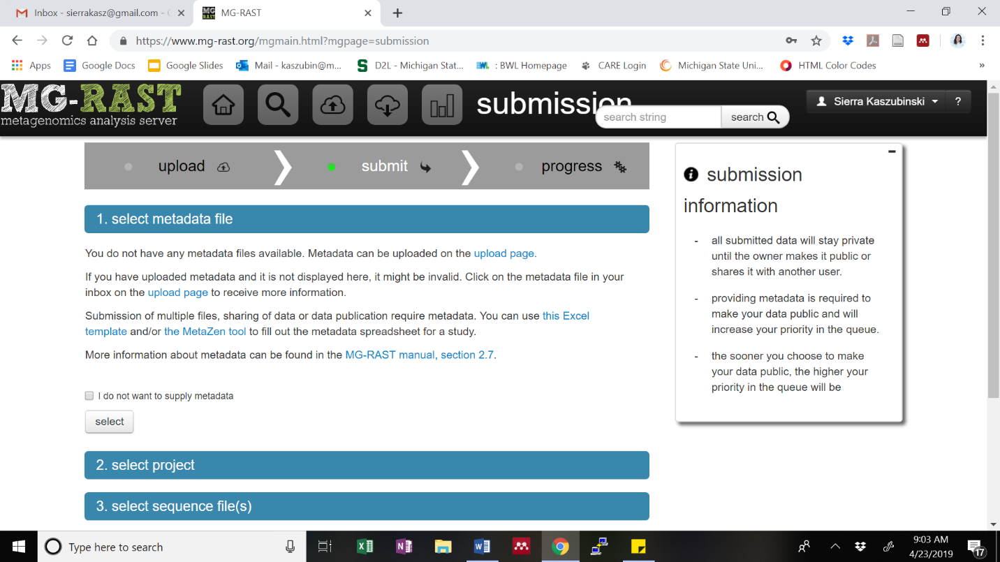 Inbox - sierrakasz@gmail.com -
MG-RAST
https://www.mg-rast.org/mgmain.html?mgpage=submission
Apps
Google Docs
Google Slides
Mail - kaszubin@m...
D2L - Michigan Stat...
: BWL Homepage
CARE Login
Michigan State Uni...
HTML Color Codes
»
MG-RAST
metagenomics analysis server
submission
search string
search
Sierra Kaszubinski
?
upload
submit
progress
submission
information
- all submitted data will stay private
until the owner makes it public or
shares it with another user.
- providing metadata is required to
make your data public and will
increase your priority in the queue.
- the sooner you choose to make
your data public, the higher your
priority in the queue will be
1. select metadata file
You do not have any metadata files available. Metadata can be uploaded on the upload page.
If you have uploaded metadata and it is not displayed here, it might be invalid. Click on the metadata file in your
inbox on the upload page to receive more information.
Submission of multiple files, sharing of data or data publication require metadata. You can use this Excel
template and/or the MetaZen tool to fill out the metadata spreadsheet for a study.
More information about metadata can be found in the MG-RAST manual, section 2.7.
I do not want to supply metadata
select
2. select project
3. select sequence file(s)
Type here to search
9:03 AM
4/23/2019
17